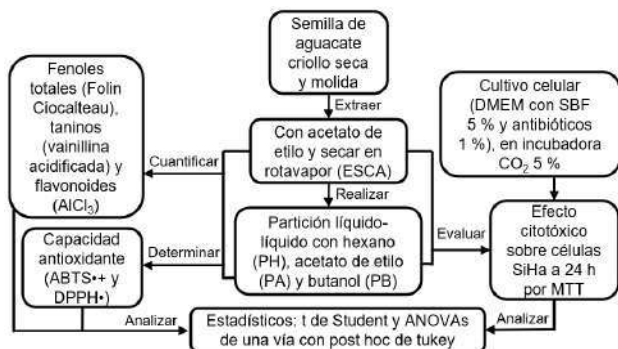 Semilla de
aguacate
criollo seca
y molida
Extraer
Fenoles
totales (Folin
Ciocalteau),
taninos
(vainillina
acidificada) y
flavonoides
(AlCl₃)
Cuantificar
Con acetato de
etilo y secar en
rotavapor (ESCA)
Cultivo celular
(DMEM con SBF
5 % y antibióticos
1 %), en
incubadora
CO₂ 5 %
Realizar
Partición líquido-
líquido con hexano
(PH), acetato de etilo
(PA) y butanol (PB)
Determinar
Capacidad
antioxidante
(ABTS•+ y
DPPH•)
Evaluar
Efecto
citotóxico
sobre células
SiHa a 24 h
por MTT
Analizar
Estadísticos: t de Student y ANOVAs
de una vía con post hoc de tukey
Analizar